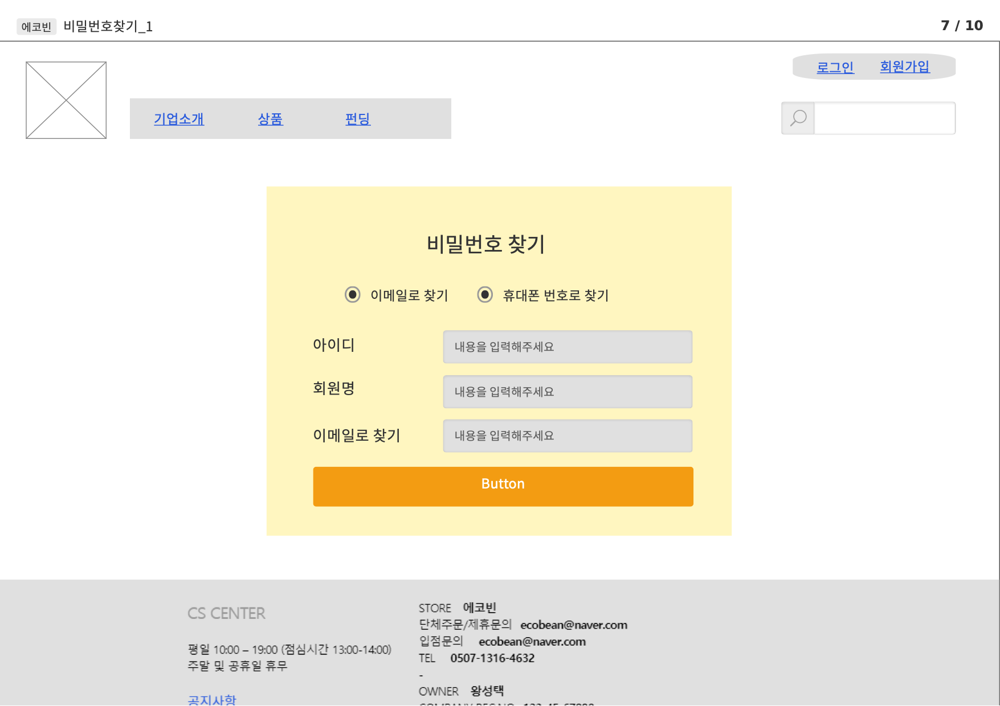 에코빈 비밀번호찾기_1
7 / 10
로그인 회원가입
기업소개 상품 펀딩
비밀번호 찾기
이메일로 찾기 휴대폰 번호로 찾기
아이디 내용을 입력해주세요
회원명 내용을 입력해주세요
이메일로 찾기 내용을 입력해주세요
Button
CS CENTER
평일 10:00 – 19:00 (점심시간 13:00-14:00)
주말 및 공휴일 휴무
공지사항
STORE 에코빈
단체주문/제휴문의 ecobean@naver.com
입점문의 ecobean@naver.com
TEL 0507-1316-4632
-
OWNER 왕성택